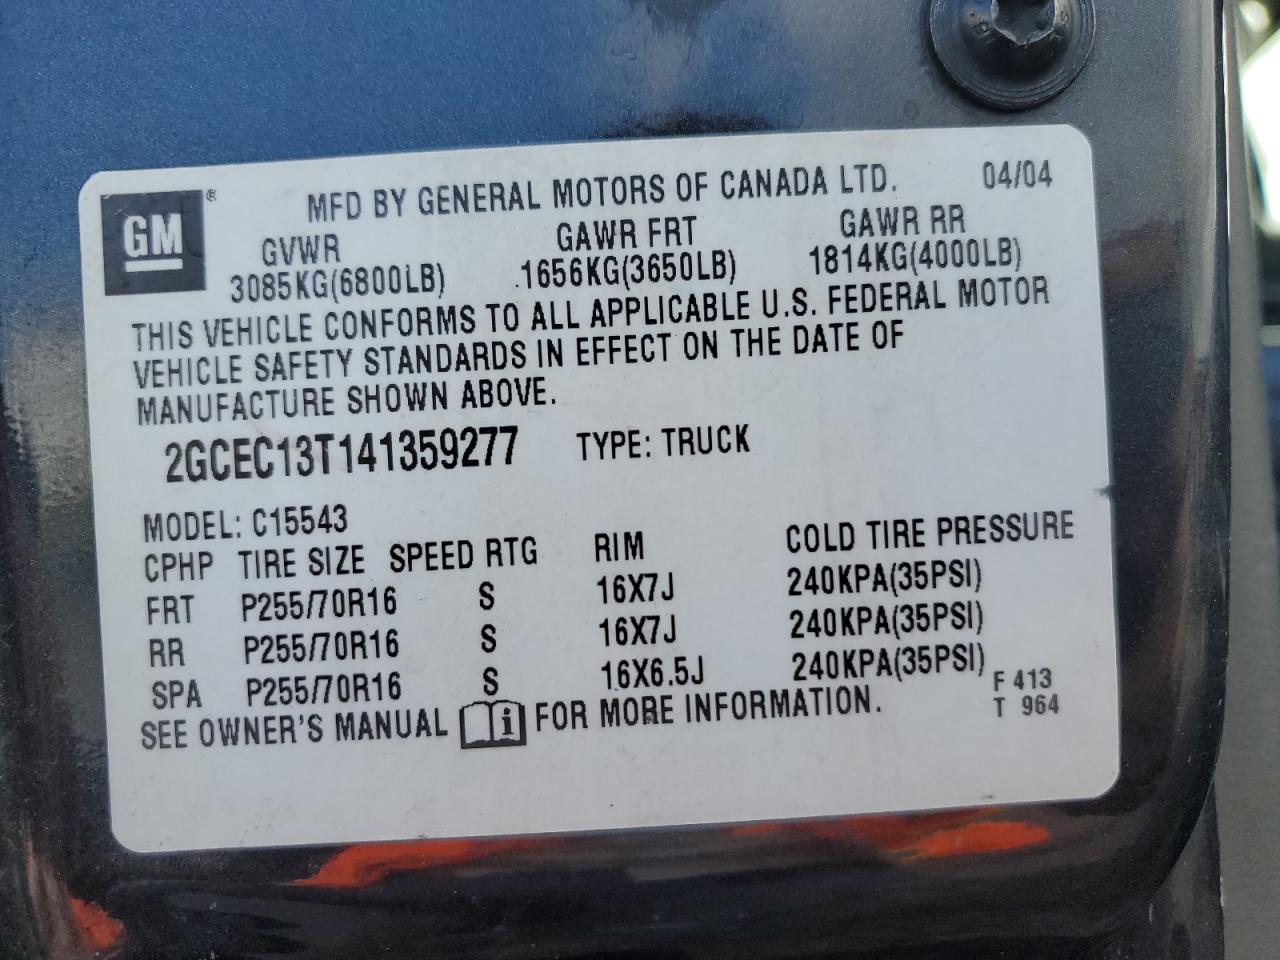 GM ® MFD BY GENERAL MOTORS OF CANADA LTD. 04/04
GVWR GAWR FRT GAWR RR
3085KG(6800LB) 1656KG(3650LB) 1814KG(4000LB)
THIS VEHICLE CONFORMS TO ALL APPLICABLE U.S. FEDERAL MOTOR
VEHICLE SAFETY STANDARDS IN EFFECT ON THE DATE OF
MANUFACTURE SHOWN ABOVE.
2GCEC13T141359277 TYPE: TRUCK
MODEL: C15543
CPHP TIRE SIZE SPEED RTG RIM COLD TIRE PRESSURE
FRT P255/70R16 S 16X7J 240KPA(35PSI)
RR P255/70R16 S 16X7J 240KPA(35PSI)
SPA P255/70R16 S 16X6.5J 240KPA(35PSI)
F 413
SEE OWNER'S MANUAL i FOR MORE INFORMATION. T 964